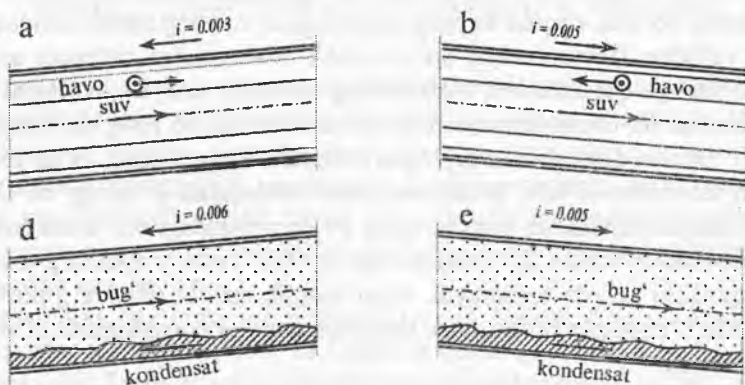 a
i = 0.003
havo
suv
b
i = 0.005
havo
suv
d
i = 0.006
bug‘
kondensat
e
i = 0.005
bug‘
kondensat